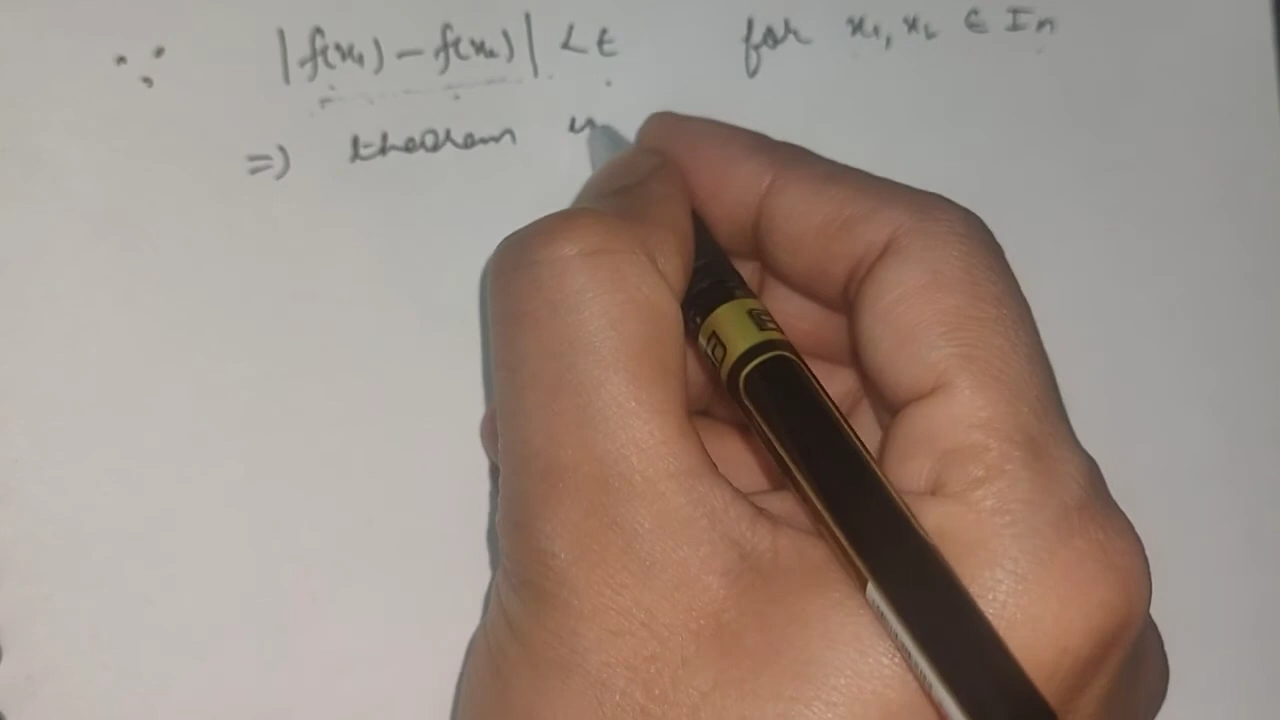 ∵ |f(x₁) - f(x₂)| < ε for x₁, x₂ ∈ In
=> theorem